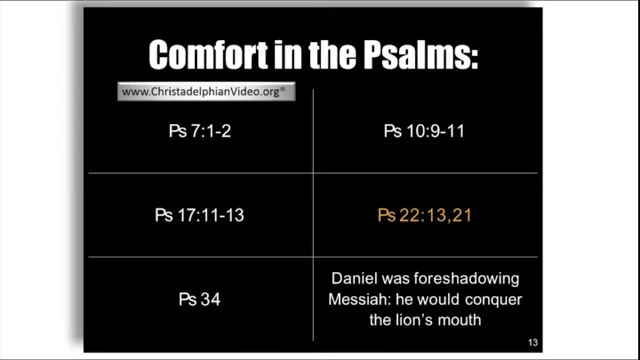 Comfort in the Psalms:
www.ChristadelphianVideo.org®
Ps 7:1-2
Ps 10:9-11
Ps 17:11-13
Ps 22:13,21
Ps 34
Daniel was foreshadowing
Messiah: he would conquer
the lion's mouth
13